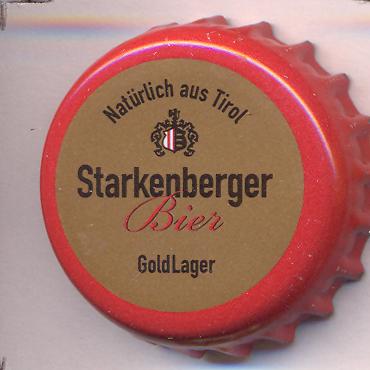 Natürlich aus Tirol
Starkenberger
Bier
GoldLager